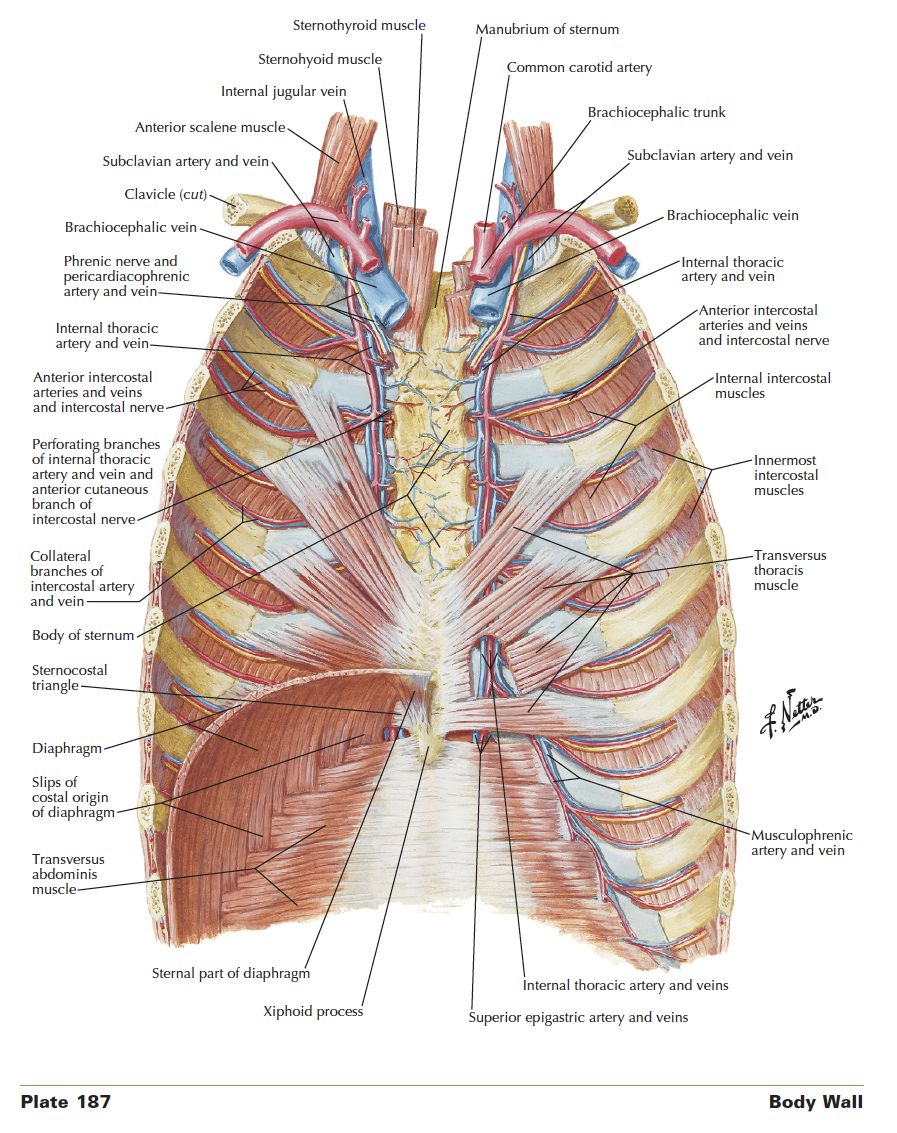 Sternothyroid muscle
Sternohyoid muscle
Internal jugular vein
Anterior scalene muscle
Subclavian artery and vein
Clavicle (cut)
Brachiocephalic vein
Phrenic nerve and
pericardiacophrenic
artery and vein
Internal thoracic
artery and vein
Anterior intercostal
arteries and veins
and intercostal nerve
Perforating branches
of internal thoracic
artery and vein and
anterior cutaneous
branch of
intercostal nerve
Collateral
branches of
intercostal artery
and vein
Body of sternum
Sternocostal
triangle
Diaphragm
Slips of
costal origin
of diaphragm
Transversus
abdominis
muscle
Sternal part of diaphragm
Xiphoid process
Manubrium of sternum
Common carotid artery
Brachiocephalic trunk
Subclavian artery and vein
Brachiocephalic vein
Internal thoracic
artery and vein
Anterior intercostal
arteries and veins
and intercostal nerve
Internal intercostal
muscles
Innermost
intercostal
muscles
Transversus
thoracis
muscle
f. Netter
M.D.
Musculophrenic
artery and vein
Internal thoracic artery and veins
Superior epigastric artery and veins
Plate 187
Body Wall